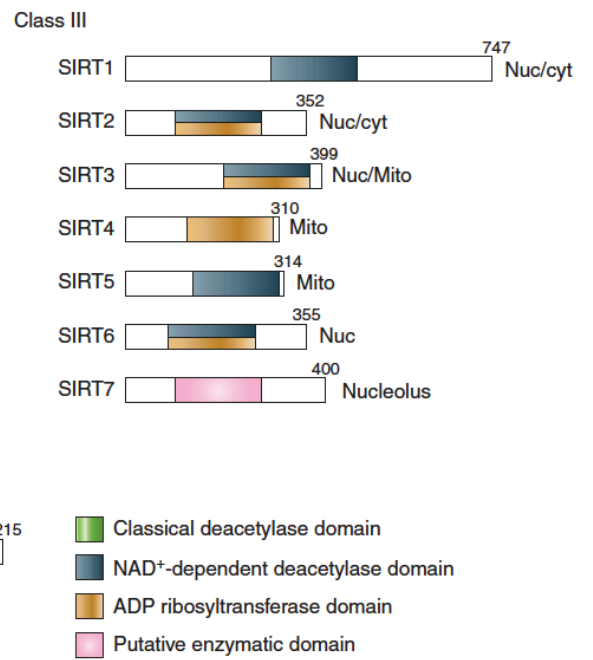 Class III
747
SIRT1 Nuc/cyt
352
SIRT2 Nuc/cyt
399
SIRT3 Nuc/Mito
310
SIRT4 Mito
314
SIRT5 Mito
355
SIRT6 Nuc
400
SIRT7 Nucleolus
215
Classical deacetylase domain
NAD⁺-dependent deacetylase domain
ADP ribosyltransferase domain
Putative enzymatic domain